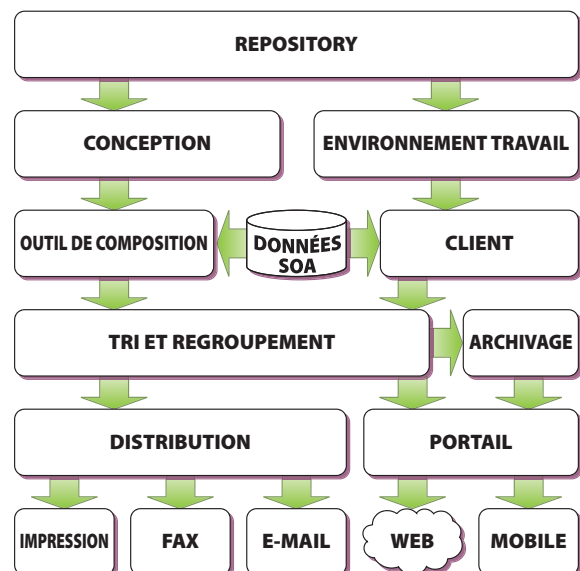 REPOSITORY
CONCEPTION
ENVIRONNEMENT TRAVAIL
OUTIL DE COMPOSITION
DONNÉES
SOA
CLIENT
TRI ET REGROUPEMENT
ARCHIVAGE
DISTRIBUTION
PORTAIL
IMPRESSION
FAX
E-MAIL
WEB
MOBILE